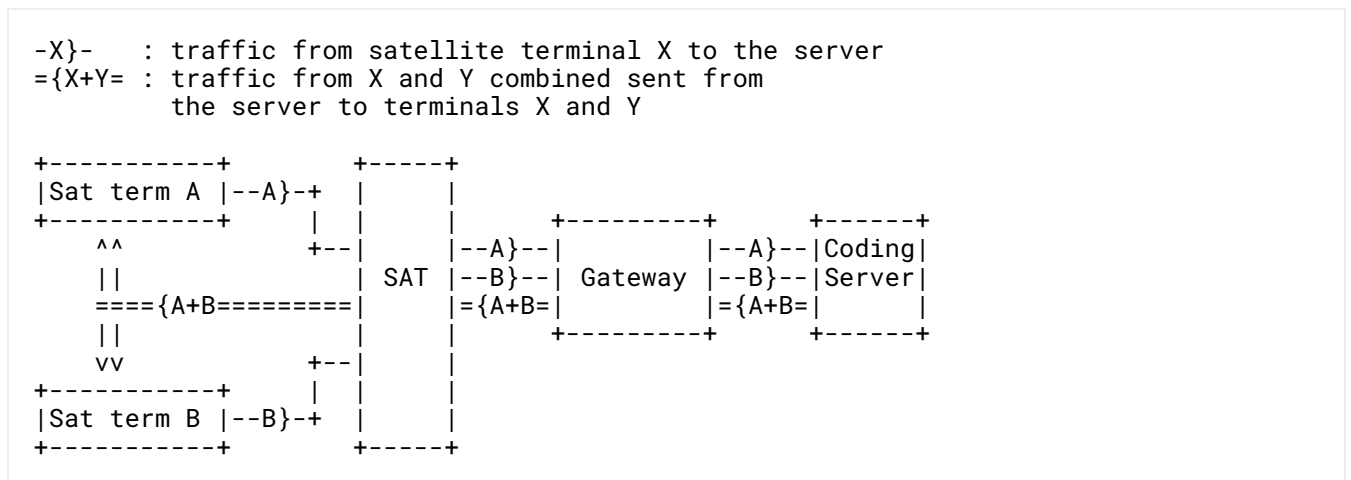 -X}-   : traffic from satellite terminal X to the server
={X+Y= : traffic from X and Y combined sent from
         the server to terminals X and Y

+-----------+        +-----+
|Sat term A |--A}-+  |     |
+-----------+     |  |     |      +---------+      +------+
    ^^            +--|     |--A}--|         |--A}--|Coding|
    ||               | SAT |--B}--| Gateway |--B}--|Server|
    ===={A+B=========|     |={A+B=|         |={A+B=|      |
    ||               |     |      +---------+      +------+
    vv            +--|     |
+-----------+     |  |     |
|Sat term B |--B}-+  |     |
+-----------+        +-----+